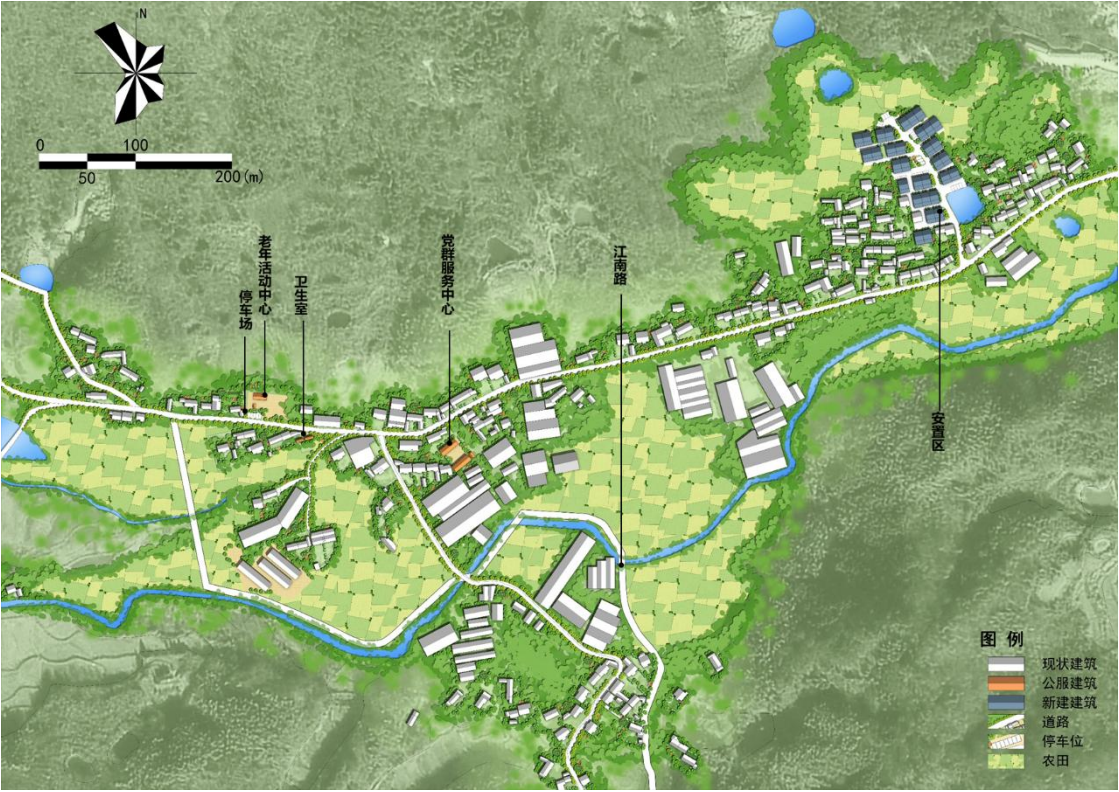 N
0
100
50
200(m)
老年活动中心
停车场
卫生室
党群服务中心
江南路
安置区
图 例
现状建筑
公服建筑
新建建筑
道路
停车位
农田